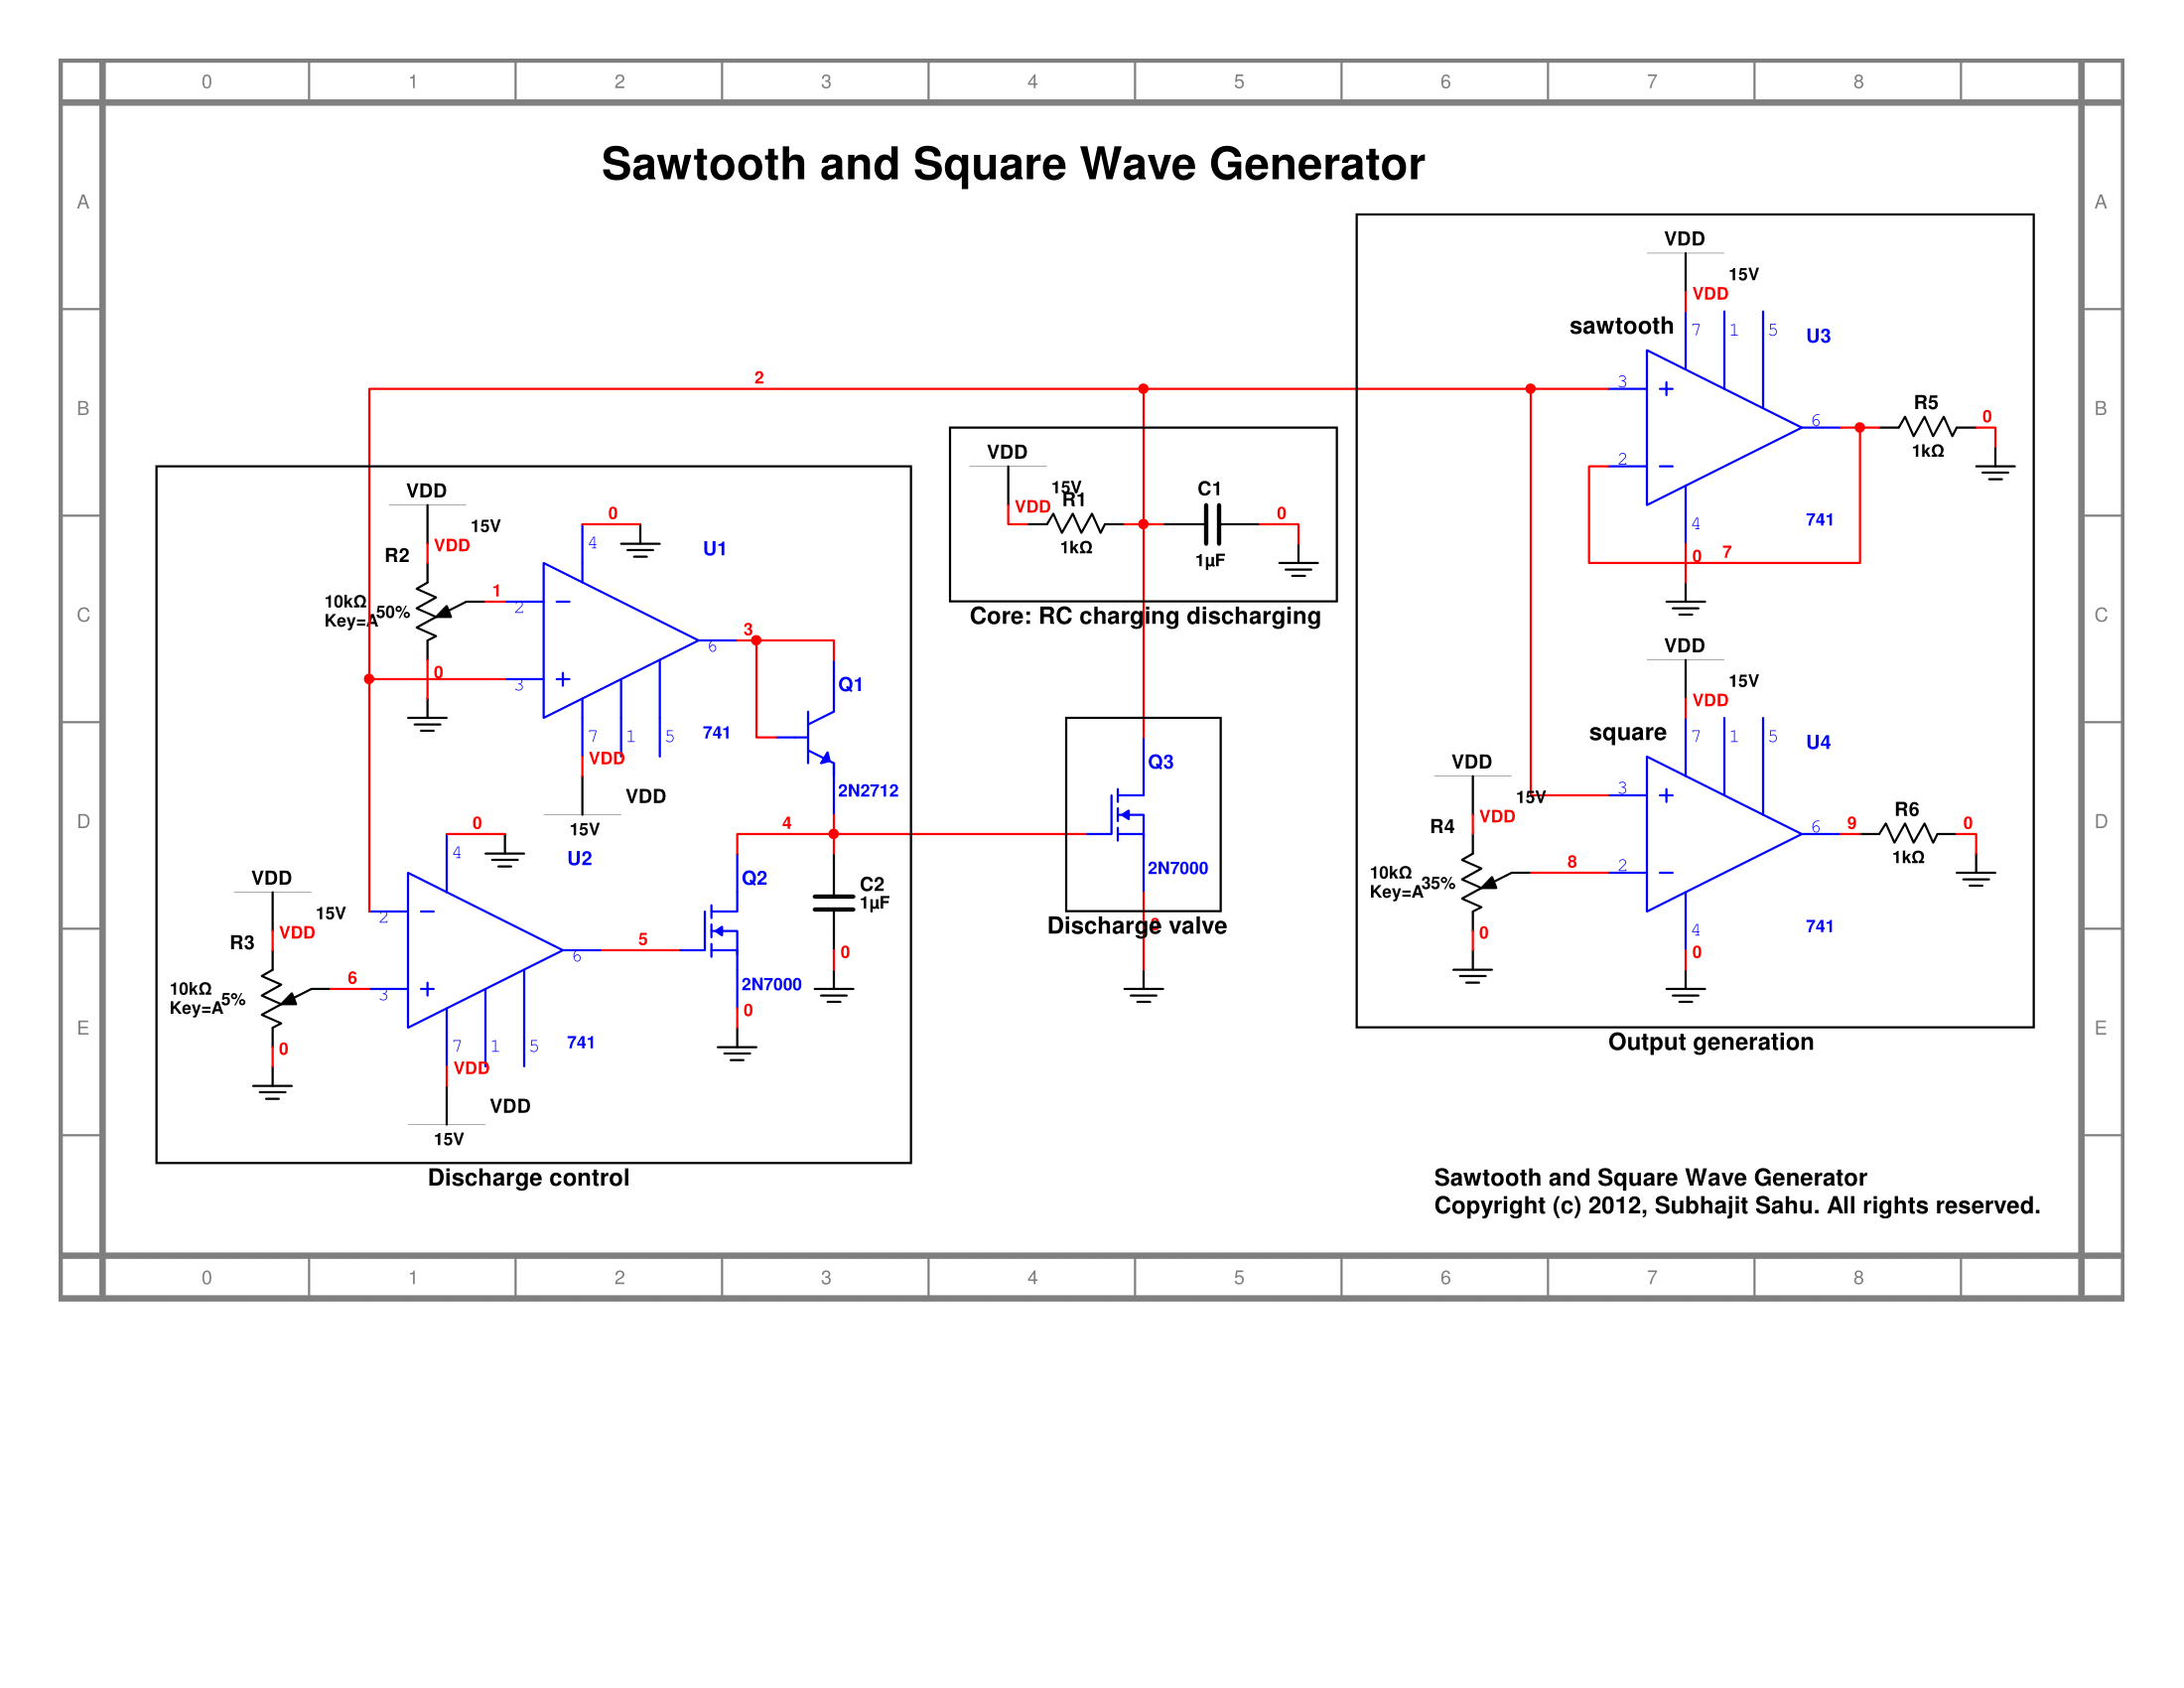 0 1 2 3 4 5 6 7 8
A A
B B
C C
D D
E E
Sawtooth and Square Wave Generator
2
VDD
15V
VDD
R2
10kΩ
Key=A
50%
1
0
0
4
2
3
6
7
1
5
U1
741
VDD
VDD
15V
3
Q1
2N2712
VDD
15V
VDD
R3
10kΩ
Key=A
5%
6
0
0
4
2
3
6
7
1
5
U2
741
VDD
VDD
15V
5
Q2
2N7000
0
4
C2
1µF
0
Discharge control
VDD
15V
VDD
R1
1kΩ
C1
1µF
0
Core: RC charging discharging
Q3
2N7000
0
Discharge valve
VDD
15V
VDD
sawtooth
7
1
5
U3
3
2
6
4
0
7
741
R5
1kΩ
0
VDD
15V
VDD
square
7
1
5
U4
3
2
6
4
0
741
VDD
15V
VDD
R4
10kΩ
Key=A
35%
8
0
9
R6
1kΩ
0
Output generation
Sawtooth and Square Wave Generator
Copyright (c) 2012, Subhajit Sahu. All rights reserved.
0 1 2 3 4 5 6 7 8